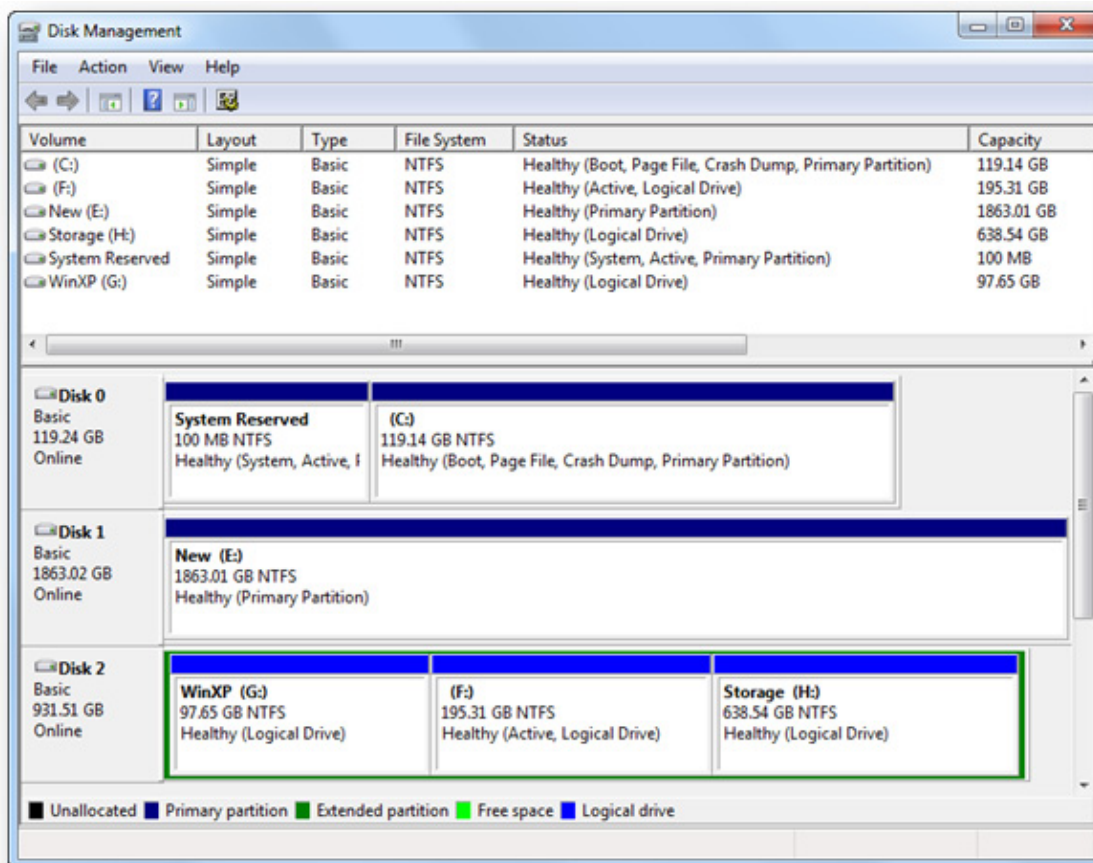 Disk Management
File Action View Help
Volume Layout Type File System Status Capacity
(C:) Simple Basic NTFS Healthy (Boot, Page File, Crash Dump, Primary Partition) 119.14 GB
(F:) Simple Basic NTFS Healthy (Active, Logical Drive) 195.31 GB
New (E:) Simple Basic NTFS Healthy (Primary Partition) 1863.01 GB
Storage (H:) Simple Basic NTFS Healthy (Logical Drive) 638.54 GB
System Reserved Simple Basic NTFS Healthy (System, Active, Primary Partition) 100 MB
WinXP (G:) Simple Basic NTFS Healthy (Logical Drive) 97.65 GB
Disk 0
Basic
119.24 GB
Online
System Reserved
100 MB NTFS
Healthy (System, Active,
(C:)
119.14 GB NTFS
Healthy (Boot, Page File, Crash Dump, Primary Partition)
Disk 1
Basic
1863.02 GB
Online
New (E:)
1863.01 GB NTFS
Healthy (Primary Partition)
Disk 2
Basic
931.51 GB
Online
WinXP (G:)
97.65 GB NTFS
Healthy (Logical Drive)
(F:)
195.31 GB NTFS
Healthy (Active, Logical Drive)
Storage (H:)
638.54 GB NTFS
Healthy (Logical Drive)
Unallocated Primary partition Extended partition Free space Logical drive